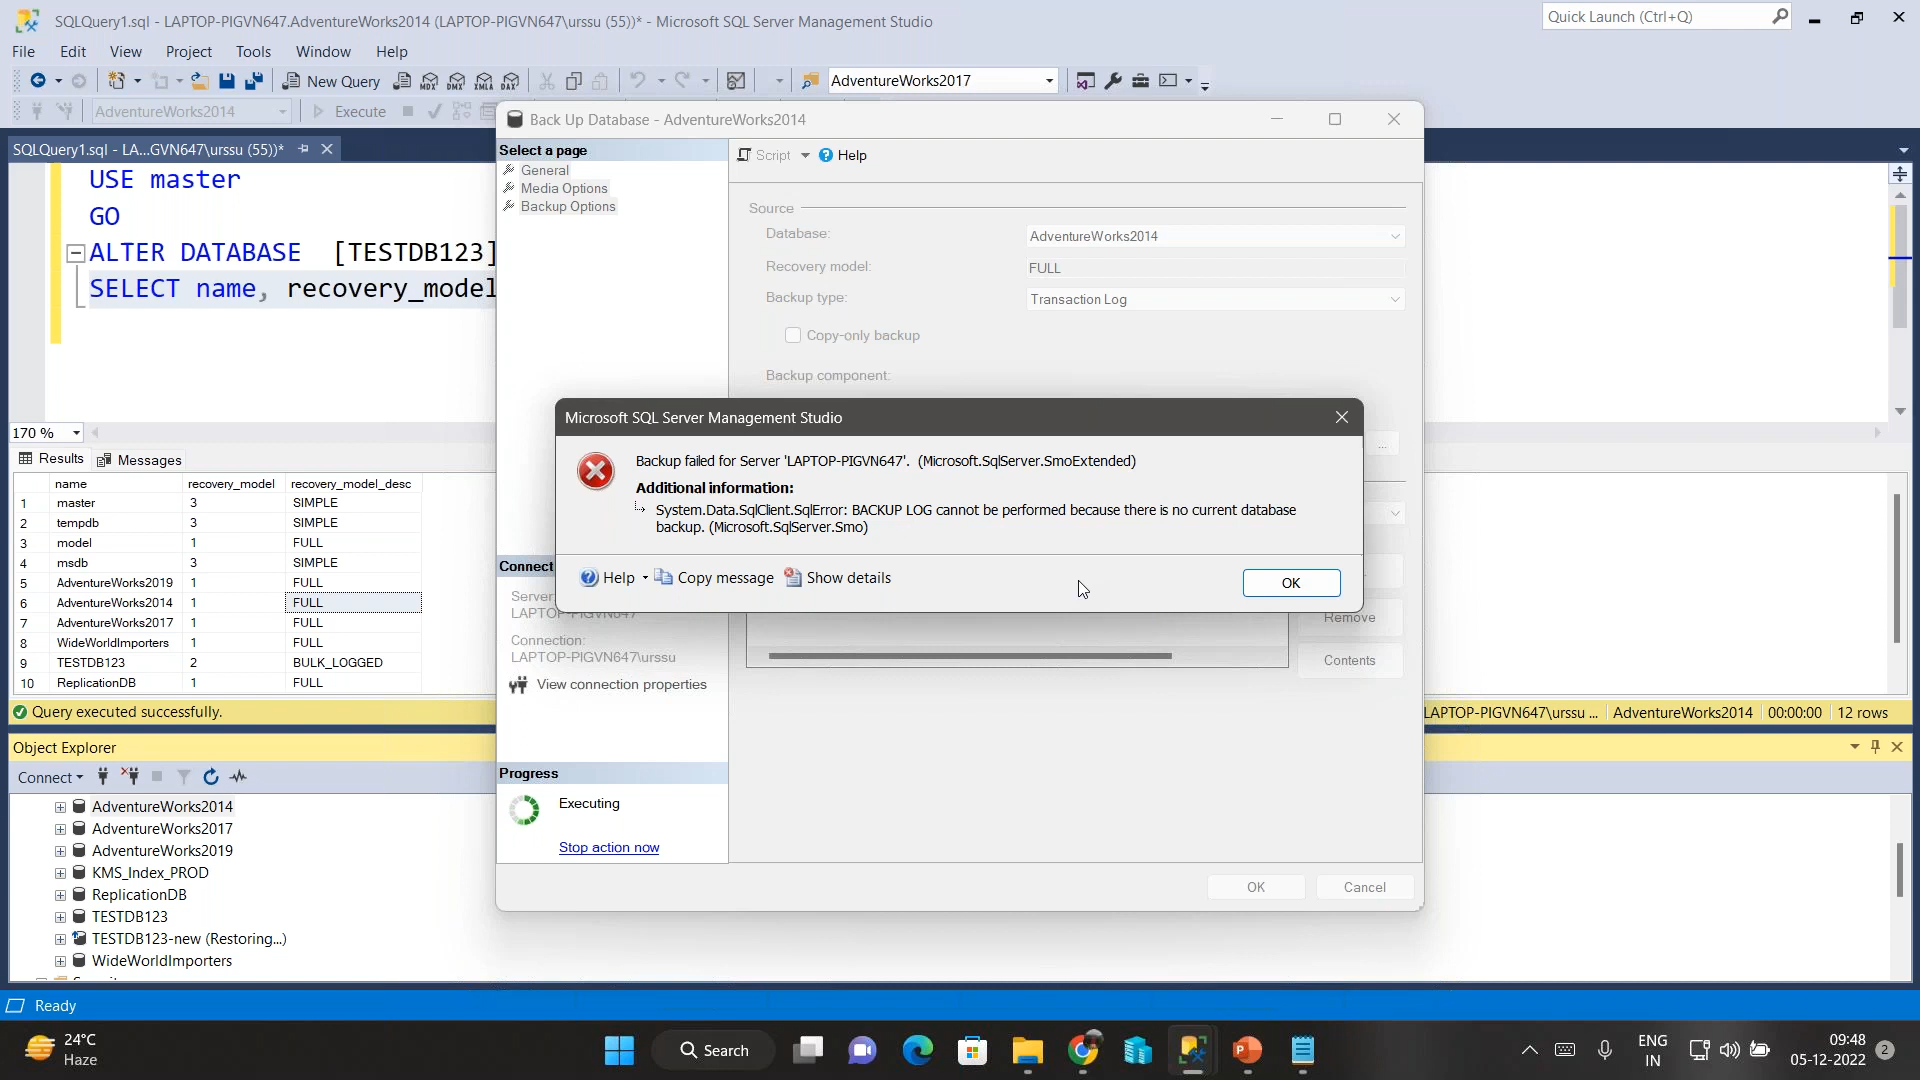 SQLQuery1.sql - LAPTOP-PIGVN647.AdventureWorks2014 (LAPTOP-PIGVN647\urssu (55))* - Microsoft SQL Server Management Studio
Quick Launch (Ctrl+Q)
File Edit View Project Tools Window Help
New Query MDX DMX XMLA DAX AdventureWorks2017
AdventureWorks2014 Execute
SQLQuery1.sql - LA...GVN647\urssu (55))*
USE master
GO
ALTER DATABASE [TESTDB123]
SELECT name, recovery_model
170 %
Results Messages
name recovery_model recovery_model_desc
1 master 3 SIMPLE
2 tempdb 3 SIMPLE
3 model 1 FULL
4 msdb 3 SIMPLE
5 AdventureWorks2019 1 FULL
6 AdventureWorks2014 1 FULL
7 AdventureWorks2017 1 FULL
8 WideWorldImporters 1 FULL
9 TESTDB123 2 BULK_LOGGED
10 ReplicationDB 1 FULL
Query executed successfully.
LAPTOP-PIGVN647\urssu ... AdventureWorks2014 00:00:00 12 rows
Back Up Database - AdventureWorks2014
Select a page
General
Media Options
Backup Options
Script Help
Source
Database: AdventureWorks2014
Recovery model: FULL
Backup type: Transaction Log
Copy-only backup
Backup component:
...
Microsoft SQL Server Management Studio
Backup failed for Server 'LAPTOP-PIGVN647'. (Microsoft.SqlServer.SmoExtended)
Additional information:
System.Data.SqlClient.SqlError: BACKUP LOG cannot be performed because there is no current database
backup. (Microsoft.SqlServer.Smo)
Help Copy message Show details OK
Connect
Server:
LAPTOP-PIGVN647
Connection:
LAPTOP-PIGVN647\urssu
View connection properties
Remove
Contents
Progress
Executing
Stop action now
OK Cancel
Object Explorer
Connect
AdventureWorks2014
AdventureWorks2017
AdventureWorks2019
KMS_Index_PROD
ReplicationDB
TESTDB123
TESTDB123-new (Restoring...)
WideWorldImporters
Ready
24°C
Haze
Search
ENG
IN
09:48
05-12-2022
2